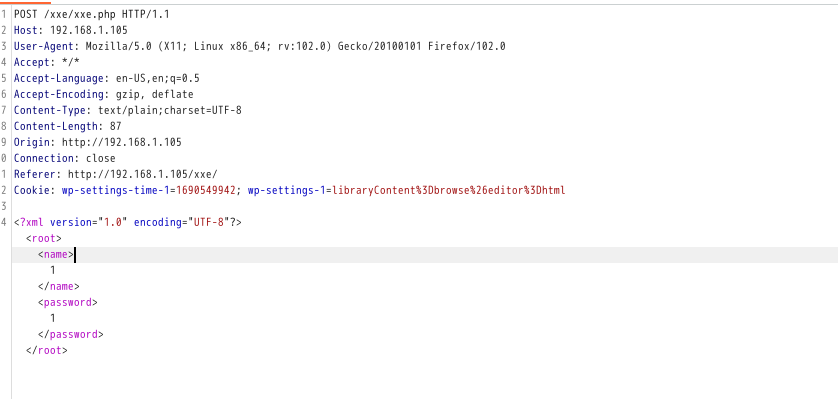 1 POST /xxe/xxe.php HTTP/1.1
2 Host: 192.168.1.105
3 User-Agent: Mozilla/5.0 (X11; Linux x86_64; rv:102.0) Gecko/20100101 Firefox/102.0
4 Accept: */*
5 Accept-Language: en-US,en;q=0.5
6 Accept-Encoding: gzip, deflate
7 Content-Type: text/plain;charset=UTF-8
8 Content-Length: 87
9 Origin: http://192.168.1.105
0 Connection: close
1 Referer: http://192.168.1.105/xxe/
2 Cookie: wp-settings-time-1=1690549942; wp-settings-1=libraryContent%3Dbrowse%26editor%3Dhtml
3
4 <?xml version="1.0" encoding="UTF-8"?>
<root>
<name>
1
</name>
<password>
1
</password>
</root>